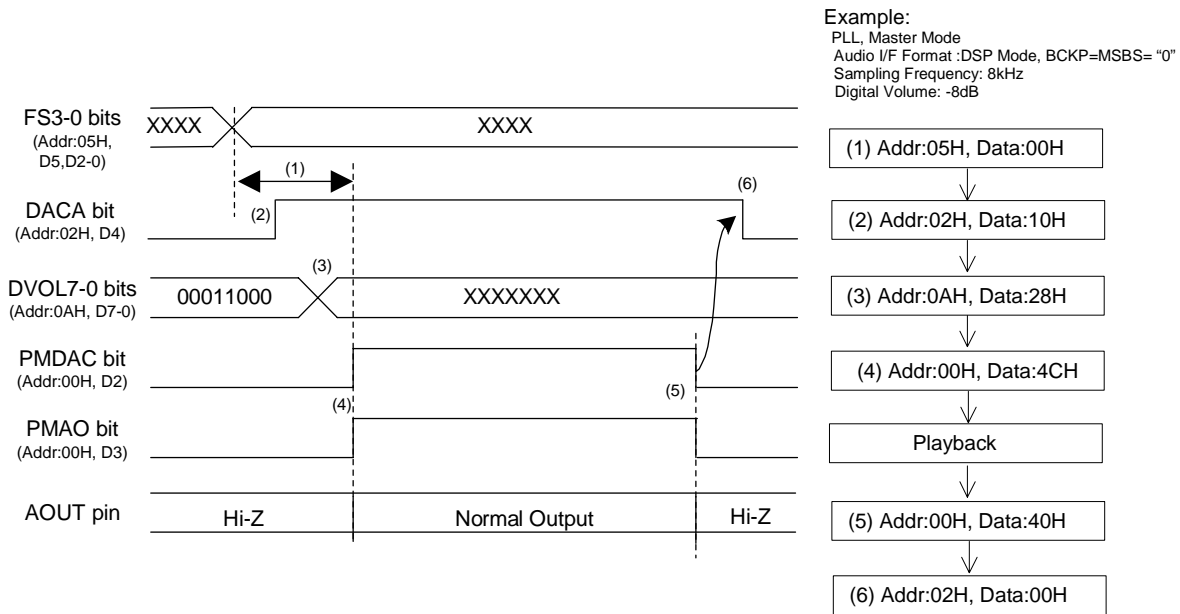 Example:
PLL, Master Mode
Audio I/F Format :DSP Mode, BCKP=MSBS= “0”
Sampling Frequency: 8kHz
Digital Volume: -8dB
FS3-0 bits
(Addr:05H,
D5,D2-0)
XXXX
XXXX
(1)
DACA bit
(Addr:02H, D4)
(2)
(6)
DVOL7-0 bits
(Addr:0AH, D7-0)
00011000
(3)
XXXXXXX
PMDAC bit
(Addr:00H, D2)
(4)
(5)
PMAO bit
(Addr:00H, D3)
AOUT pin
Hi-Z
Normal Output
Hi-Z
(1) Addr:05H, Data:00H
(2) Addr:02H, Data:10H
(3) Addr:0AH, Data:28H
(4) Addr:00H, Data:4CH
Playback
(5) Addr:00H, Data:40H
(6) Addr:02H, Data:00H